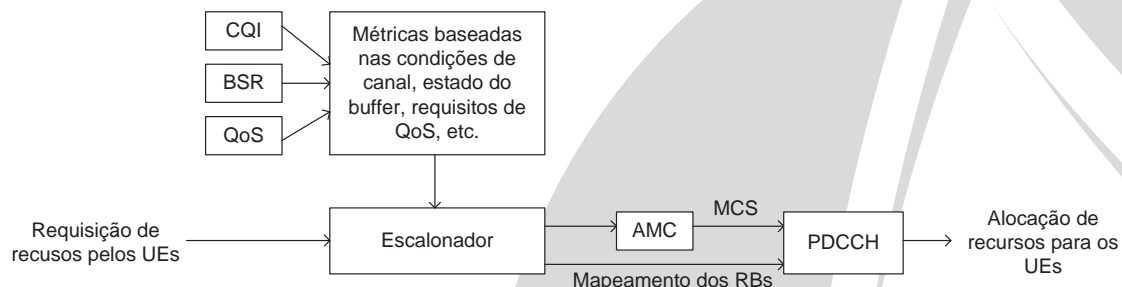 CQI
BSR
QoS
Métricas baseadas
nas condições de
canal, estado do
buffer, requisitos de
QoS, etc.
Requisição de
recusos pelos UEs
Escalonador
AMC
MCS
Mapeamento dos RBs
PDCCH
Alocação de
recursos para os
UEs